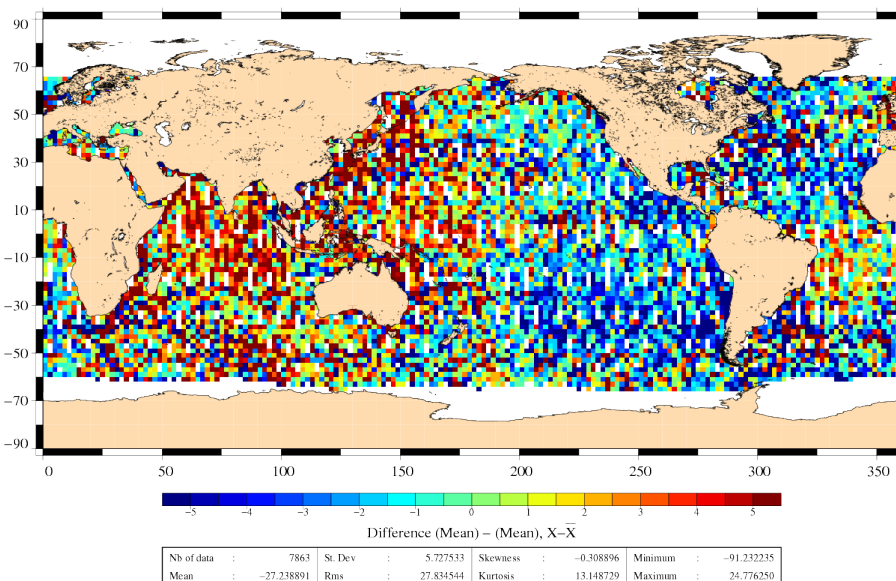 90
70
50
30
10
−10
−30
−50
−70
−90
0 50 100 150 200 250 300 350
−5 −4 −3 −2 −1 0 1 2 3 4 5
Difference (Mean) – (Mean), X–X̿
Nb of data : 7863 St. Dev : 5.727533 Skewness : −0.308896 Minimum : −91.232235
Mean : −27.238891 Rms : 27.834544 Kurtosis : 13.148729 Maximum : 24.776250